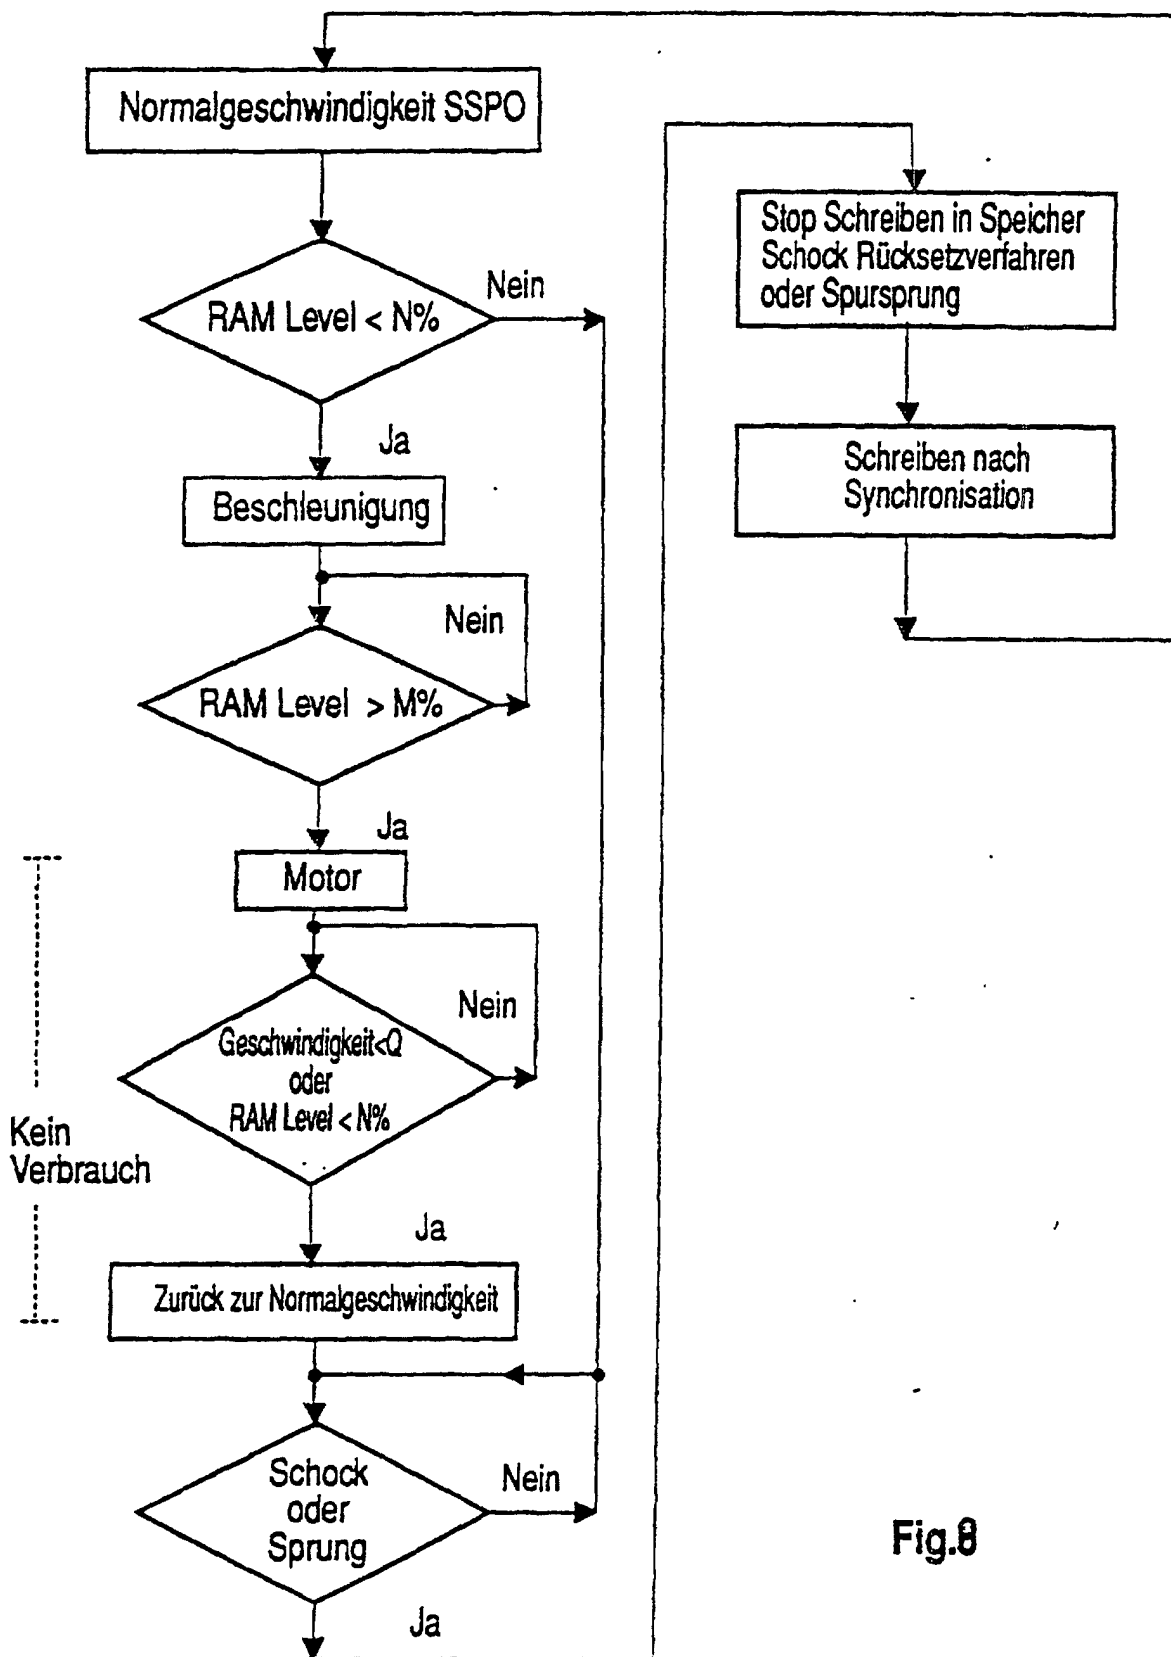 Normalgeschwindigkeit SSPO
RAM Level < N%
Nein
Ja
Beschleunigung
Nein
RAM Level > M%
Ja
Motor
Nein
Geschwindigkeit<Q
oder
RAM Level < N%
Kein
Verbrauch
Ja
Zurück zur Normalgeschwindigkeit
Schock
oder
Sprung
Nein
Ja
Stop Schreiben in Speicher
Schock Rücksetzverfahren
oder Spursprung
Schreiben nach
Synchronisation
Fig.8